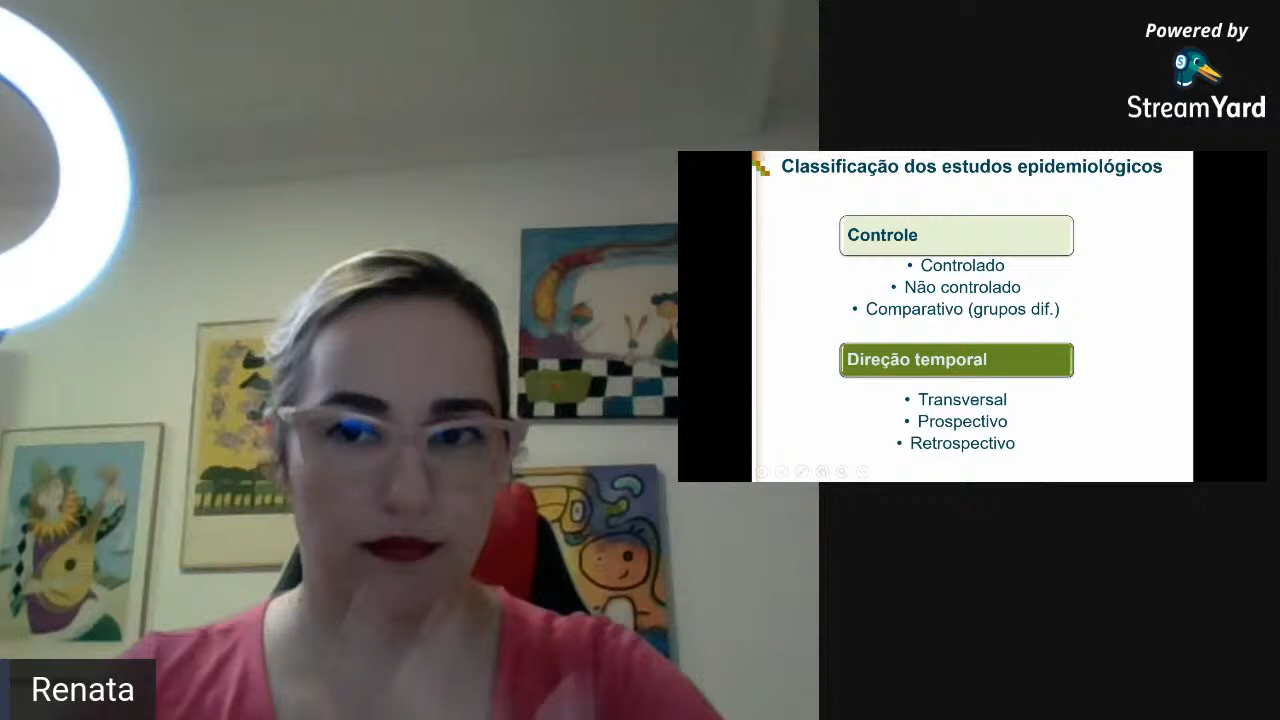 Powered by
StreamYard
Classificação dos estudos epidemiológicos
Controle
• Controlado
• Não controlado
• Comparativo (grupos dif.)
Direção temporal
• Transversal
• Prospectivo
• Retrospectivo
Renata